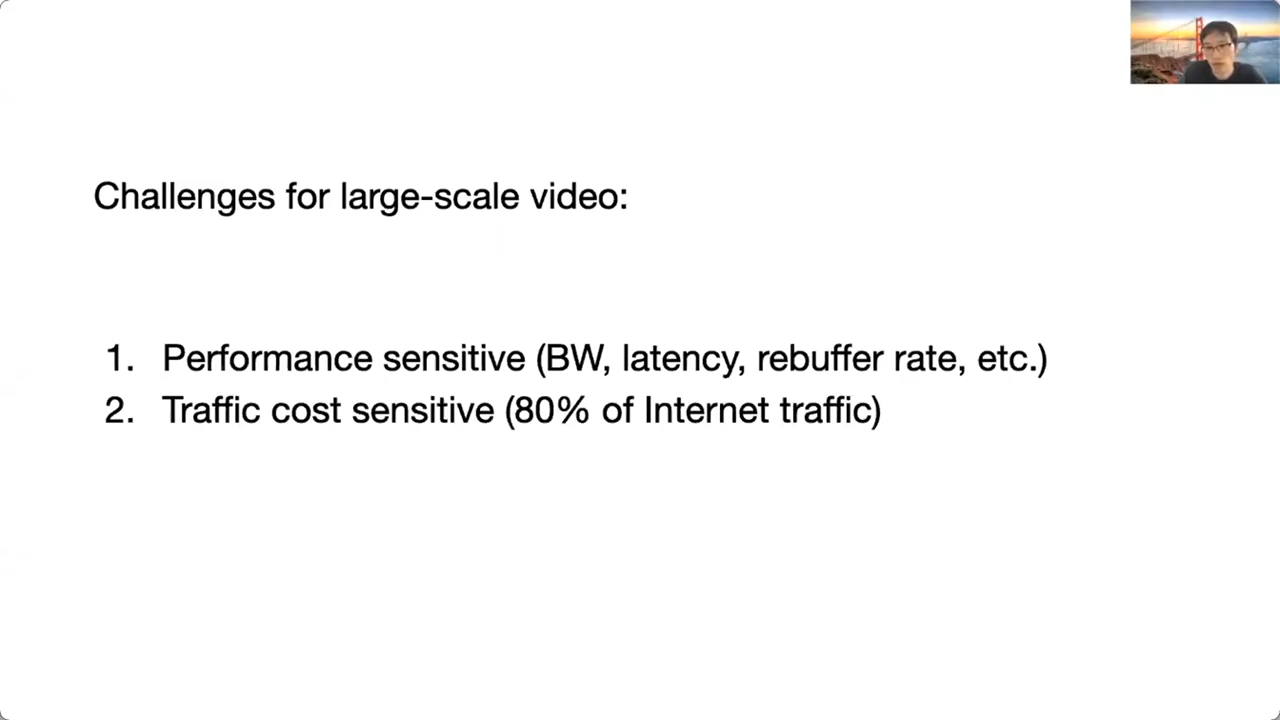 Challenges for large-scale video:
1. Performance sensitive (BW, latency, rebuffer rate, etc.)
2. Traffic cost sensitive (80% of Internet traffic)